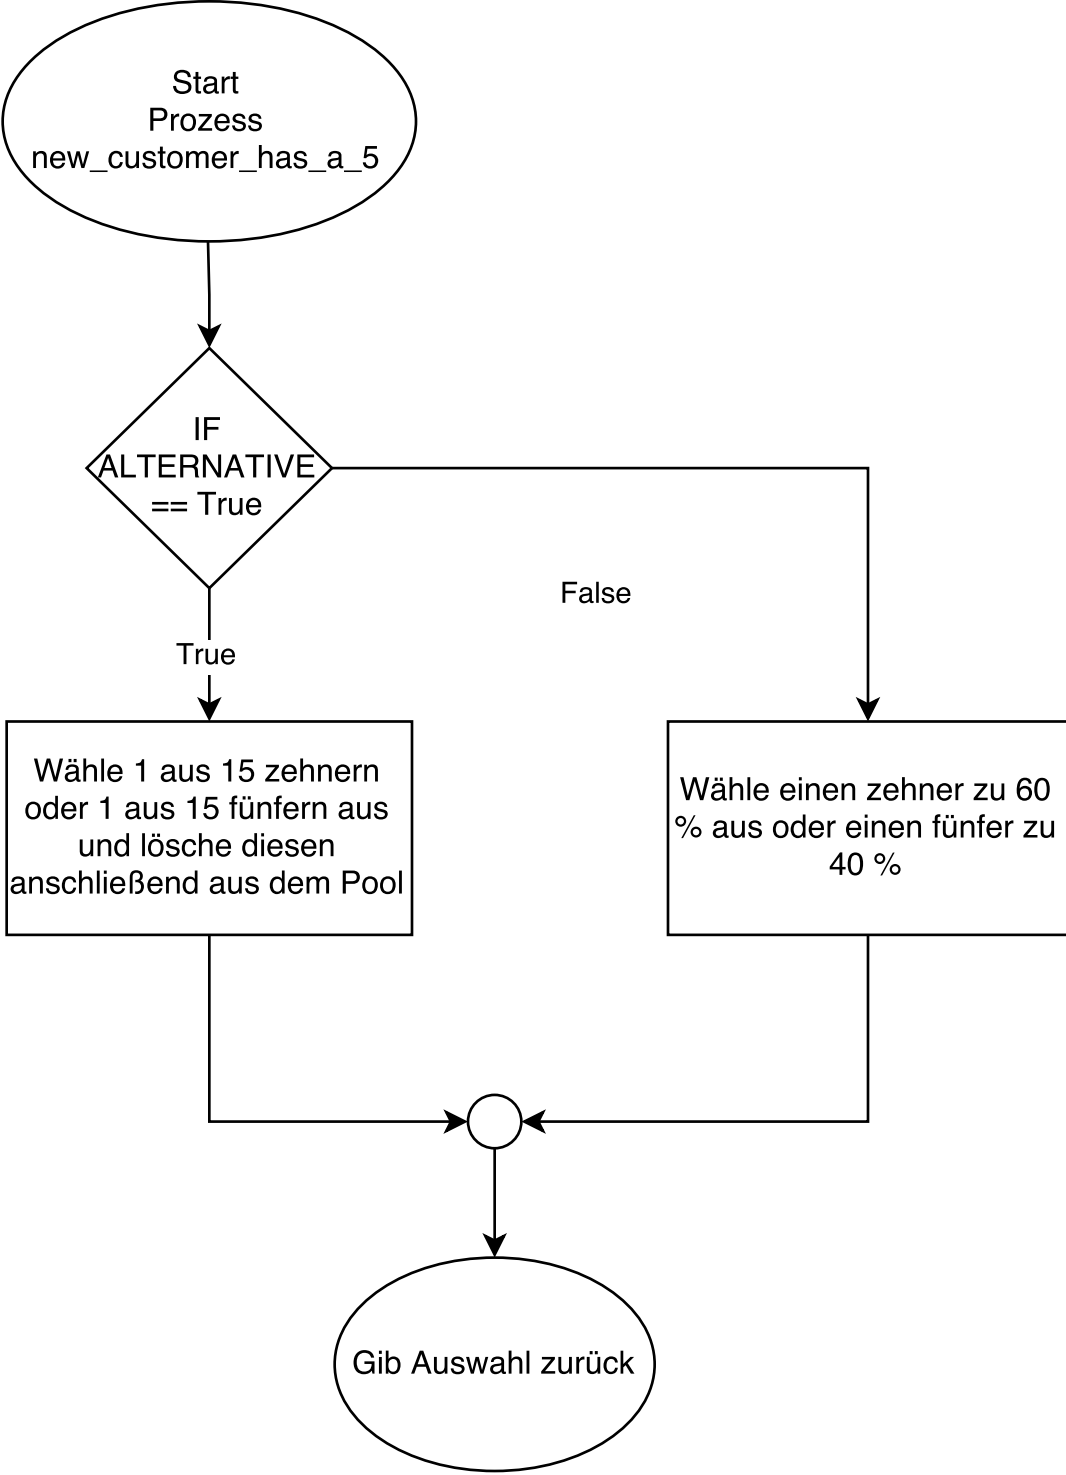 Start
Prozess
new_customer_has_a_5
IF
ALTERNATIVE
== True
False
True
Wähle 1 aus 15 zehnern
oder 1 aus 15 fünfern aus
und lösche diesen
anschließend aus dem Pool
Wähle einen zehner zu 60
% aus oder einen fünfer zu
40 %
Gib Auswahl zurück